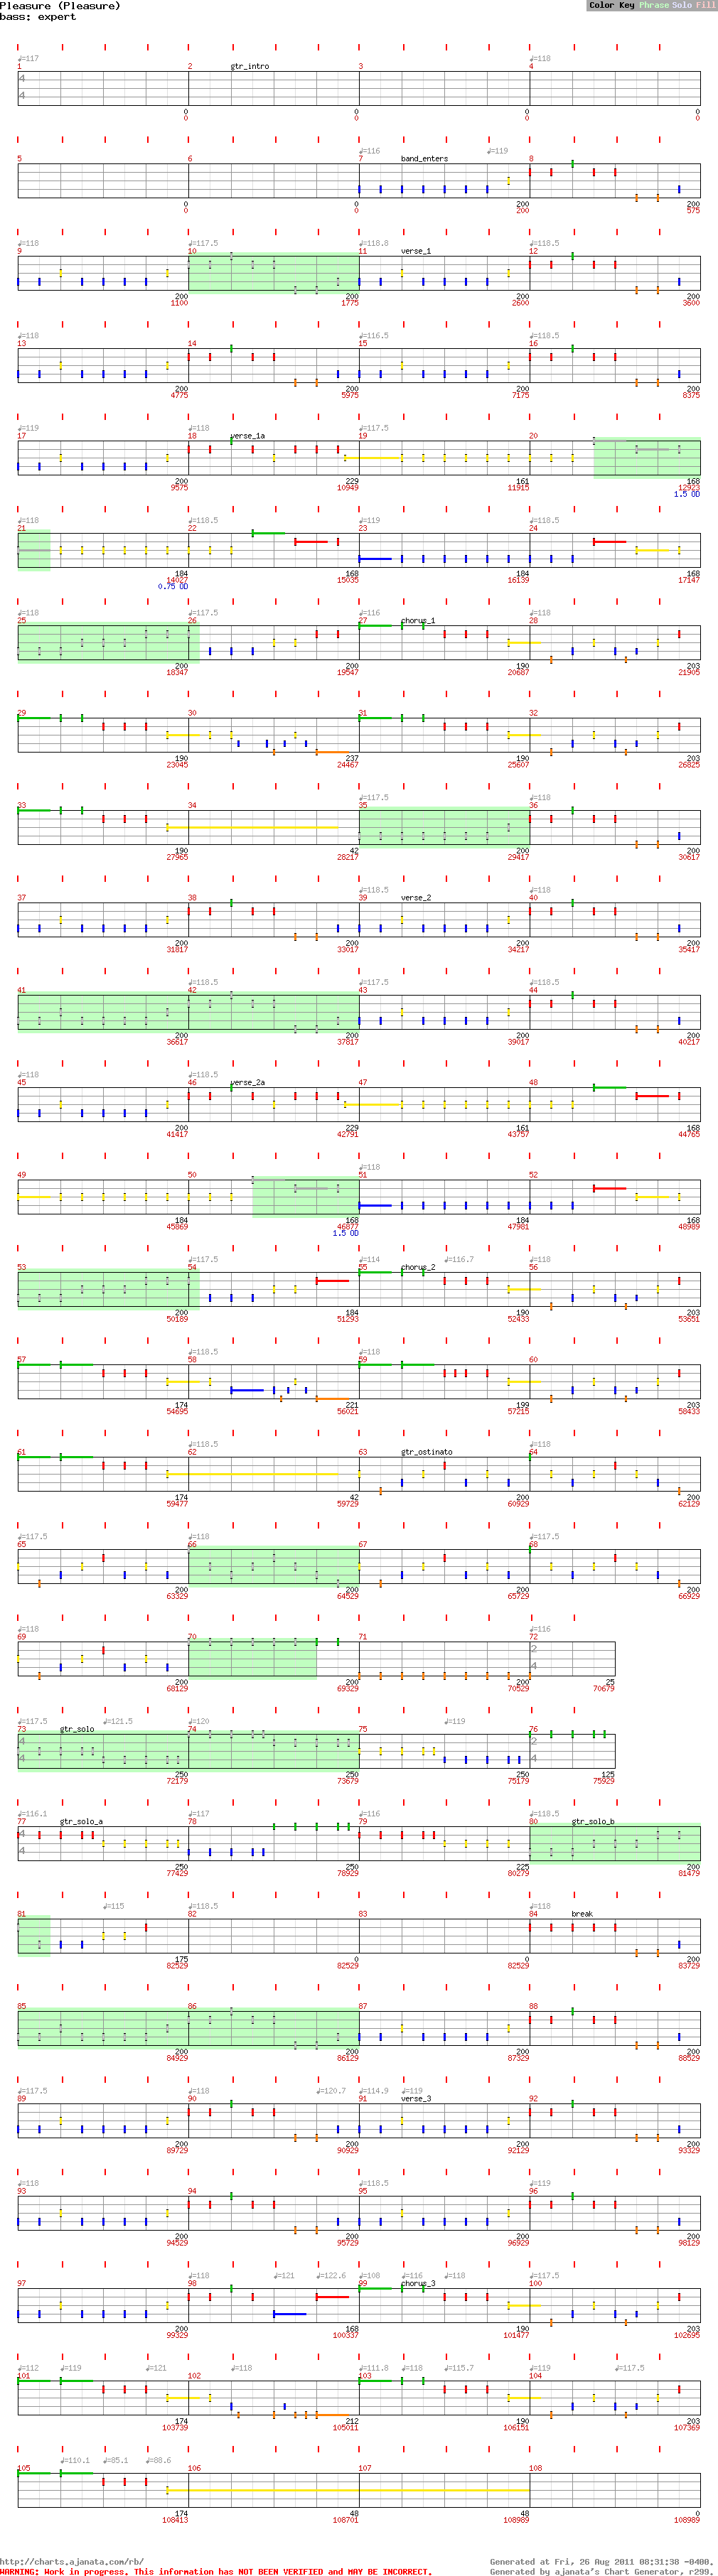 Pleasure (Pleasure)
Color Key Phrase Solo Fill
bass: expert
♩=117 ♩=118
1 2 gtr_intro 3 4
4
4
0 0 0 0
0 0 0 0
♩=116 ♩=119
5 6 7 band_enters 8
0 0 200 200
0 0 200 575
♩=118 ♩=117.5 ♩=118.8 ♩=118.5
9 10 11 verse_1 12
200 200 200 200
1100 1775 2600 3600
♩=118 ♩=116.5 ♩=118.5
13 14 15 16
200 200 200 200
4775 5975 7175 8375
♩=119 ♩=118 ♩=117.5
17 18 verse_1a 19 20
200 229 161 168
9575 10949 11915 12923
1.5 OD
♩=118 ♩=118.5 ♩=119 ♩=118.5
21 22 23 24
184 168 184 168
14027 15035 16139 17147
0.75 OD
♩=118 ♩=117.5 ♩=116 ♩=118
25 26 27 chorus_1 28
200 200 190 203
18347 19547 20687 21905
29 30 31 32
190 237 190 203
23045 24467 25607 26825
♩=117.5 ♩=118
33 34 35 36
190 42 200 200
27965 28217 29417 30617
♩=118.5 ♩=118
37 38 39 verse_2 40
200 200 200 200
31817 33017 34217 35417
♩=118.5 ♩=117.5 ♩=118.5
41 42 43 44
200 200 200 200
36617 37817 39017 40217
♩=118 ♩=118.5
45 46 verse_2a 47 48
200 229 161 168
41417 42791 43757 44765
♩=118
49 50 51 52
184 168 184 168
45869 46877 47981 48989
1.5 OD
♩=117.5 ♩=114 ♩=116.7 ♩=118
53 54 55 chorus_2 56
200 184 190 203
50189 51293 52433 53651
♩=118.5 ♩=118
57 58 59 60
174 221 199 203
54695 56021 57215 58433
♩=118.5 ♩=118
61 62 63 gtr_ostinato 64
174 42 200 200
59477 59729 60929 62129
♩=117.5 ♩=118 ♩=117.5
65 66 67 68
200 200 200 200
63329 64529 65729 66929
♩=118 ♩=116
69 70 71 72
2
4
200 200 200 25
68129 69329 70529 70679
♩=117.5 ♩=121.5 ♩=120 ♩=119
73 gtr_solo 74 75 76
4 2
4 4
250 250 250 125
72179 73679 75179 75929
♩=116.1 ♩=117 ♩=116 ♩=118.5
77 gtr_solo_a 78 79 80 gtr_solo_b
4
4
250 250 225 200
77429 78929 80279 81479
♩=115 ♩=118.5 ♩=118
81 82 83 84 break
175 0 0 200
82529 82529 82529 83729
85 86 87 88
200 200 200 200
84929 86129 87329 88529
♩=117.5 ♩=118 ♩=120.7 ♩=114.9 ♩=119
89 90 91 verse_3 92
200 200 200 200
89729 90929 92129 93329
♩=118 ♩=118.5 ♩=119
93 94 95 96
200 200 200 200
94529 95729 96929 98129
♩=118 ♩=121 ♩=122.6 ♩=108 ♩=116 ♩=118 ♩=117.5
97 98 99 chorus_3 100
200 168 190 203
99329 100337 101477 102695
♩=112 ♩=119 ♩=121 ♩=118 ♩=111.8 ♩=118 ♩=115.7 ♩=119 ♩=117.5
101 102 103 104
174 212 190 203
103739 105011 106151 107369
♩=110.1 ♩=85.1 ♩=88.6
105 106 107 108
174 48 48 0
108413 108701 108989 108989
http://charts.ajanata.com/rb/
Generated at Fri, 26 Aug 2011 08:31:38 -0400.
WARNING: Work in progress. This information has NOT BEEN VERIFIED and MAY BE INCORRECT.
Generated by ajanata's Chart Generator, r299.